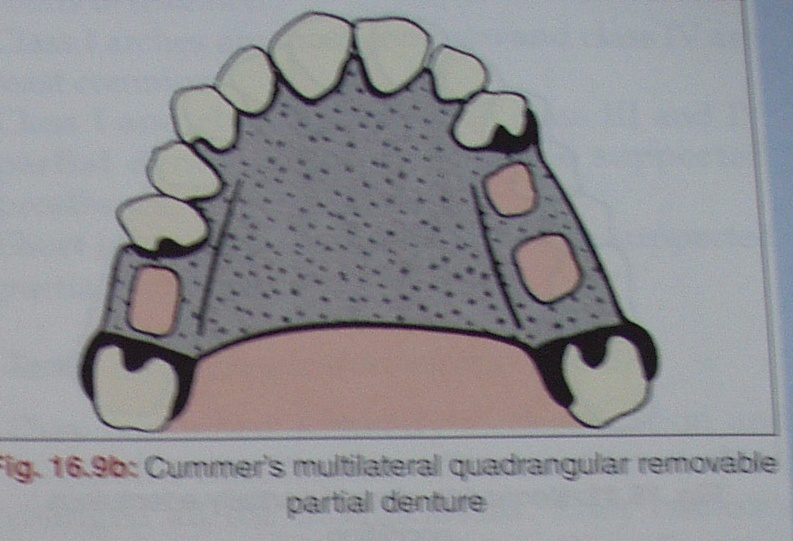 Fig. 16.9b: Cummer's multilateral quadrangular removable
partial denture